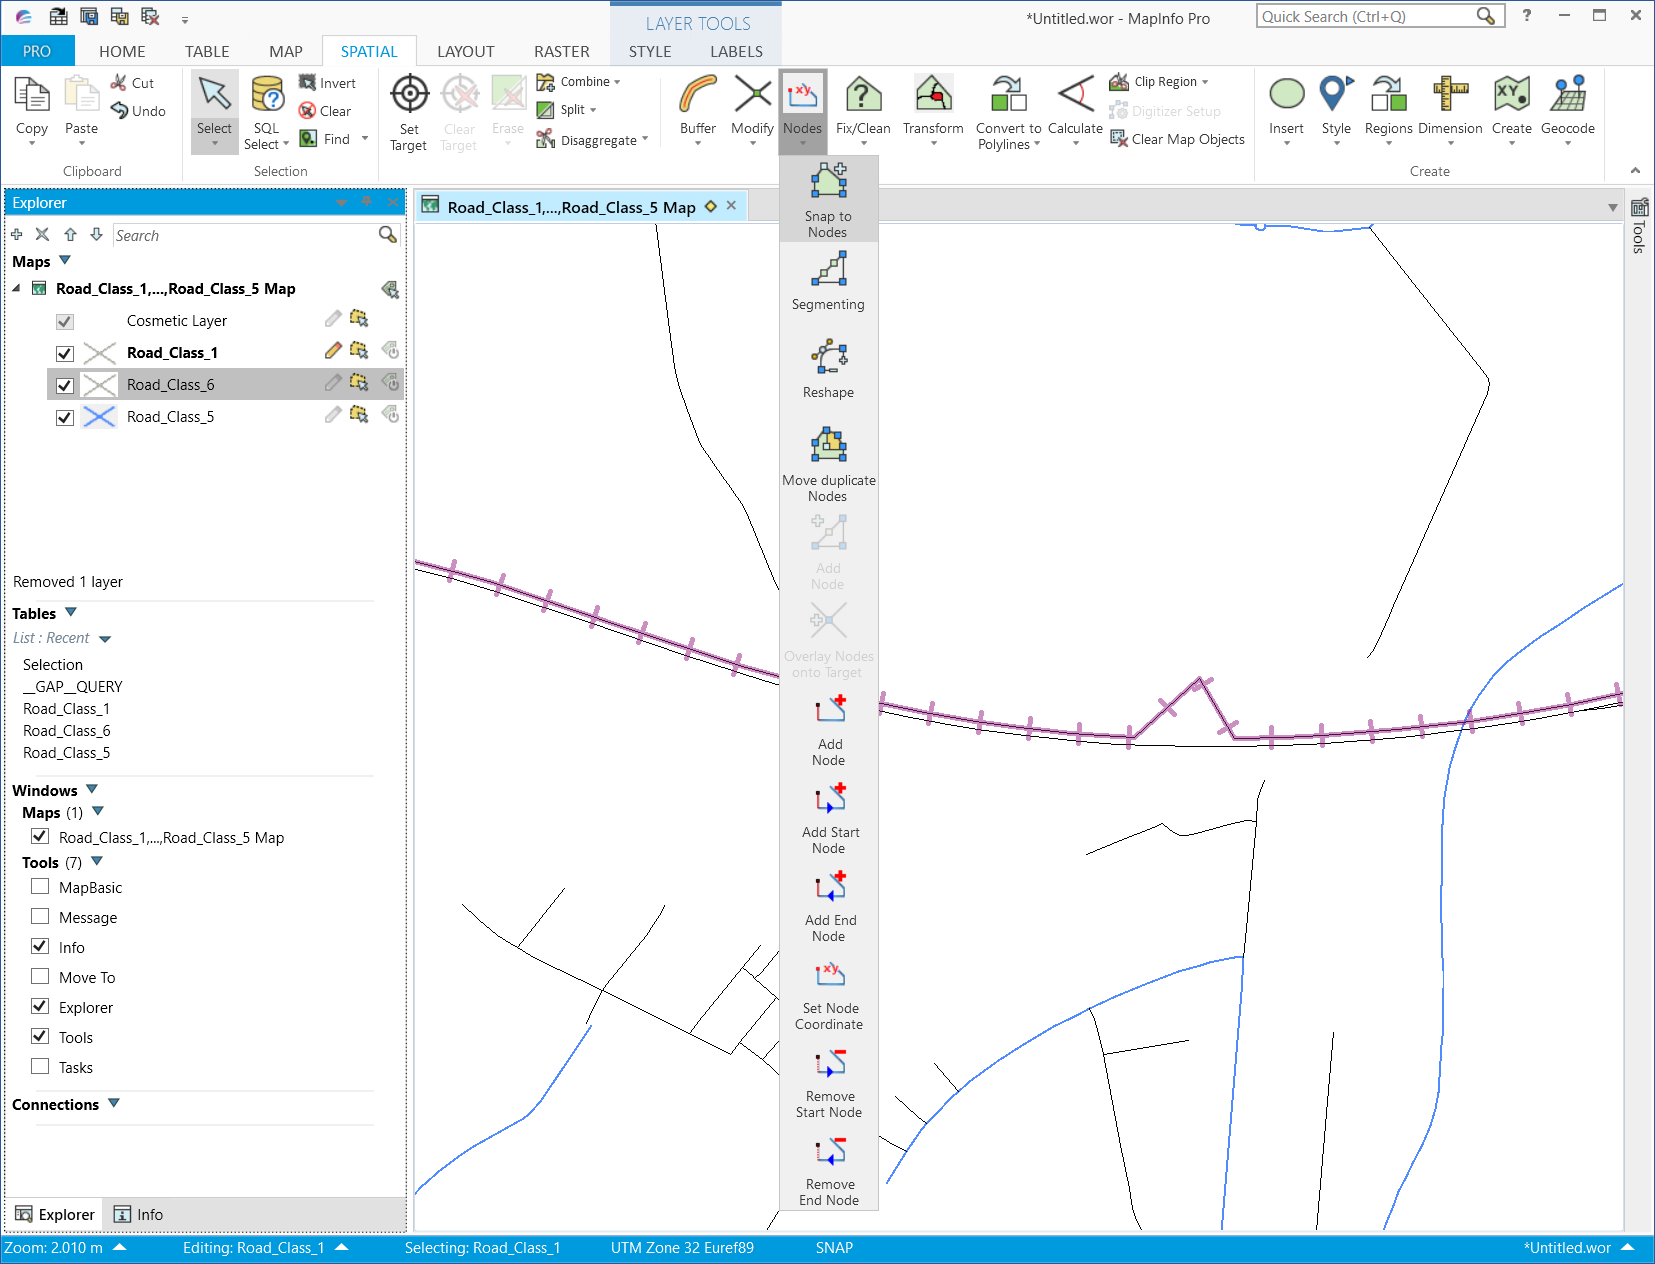 *Untitled.wor - MapInfo Pro
LAYER TOOLS
Quick Search (Ctrl+Q)
?
PRO HOME TABLE MAP SPATIAL LAYOUT RASTER STYLE LABELS
Copy
Paste
Cut
Undo
Clipboard
Select
SQL
Select
Invert
Clear
Find
Selection
Set
Target
Clear
Target
Erase
Combine
Split
Disaggregate
Buffer
Modify
Nodes
Fix/Clean
Transform
Convert to
Polylines
Calculate
Clip Region
Digitizer Setup
Clear Map Objects
Insert
Style
Regions
Dimension
Create
Geocode
Create
Explorer
Search
Maps
Road_Class_1,...,Road_Class_5 Map
Cosmetic Layer
Road_Class_1
Road_Class_6
Road_Class_5
Removed 1 layer
Tables
List : Recent
Selection
__GAP__QUERY
Road_Class_1
Road_Class_6
Road_Class_5
Windows
Maps (1)
Road_Class_1,...,Road_Class_5 Map
Tools (7)
MapBasic
Message
Info
Move To
Explorer
Tools
Tasks
Connections
Explorer
Info
Road_Class_1,...,Road_Class_5 Map
Snap to
Nodes
Segmenting
Reshape
Move duplicate
Nodes
Add
Node
Overlay Nodes
onto Target
Add
Node
Add Start
Node
Add End
Node
Set Node
Coordinate
Remove
Start Node
Remove
End Node
Tools
Zoom: 2.010 m
Editing: Road_Class_1
Selecting: Road_Class_1
UTM Zone 32 Euref89
SNAP
*Untitled.wor